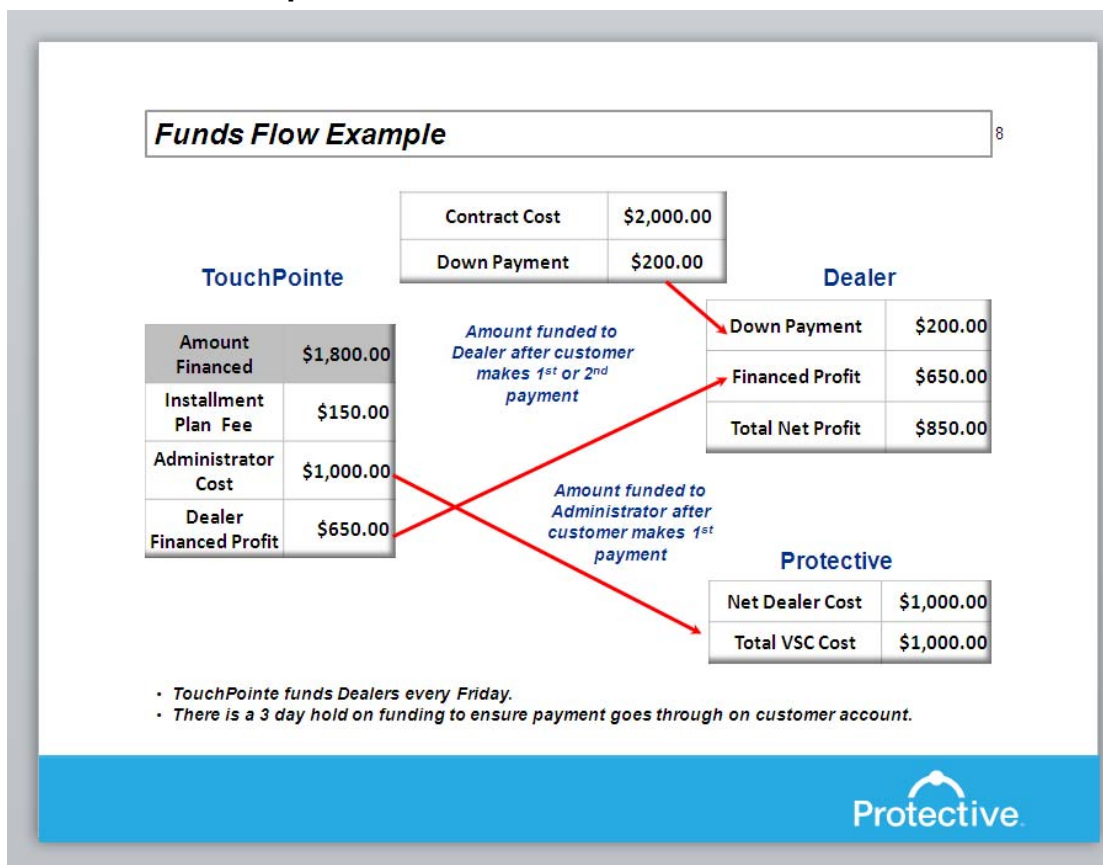 Funds Flow Example
8
Contract Cost $2,000.00
Down Payment $200.00
TouchPointe
Amount
Financed $1,800.00
Installment
Plan Fee $150.00
Administrator
Cost $1,000.00
Dealer
Financed Profit $650.00
Amount funded to
Dealer after customer
makes 1st or 2nd
payment
Dealer
Down Payment $200.00
Financed Profit $650.00
Total Net Profit $850.00
Amount funded to
Administrator after
customer makes 1st
payment
Protective
Net Dealer Cost $1,000.00
Total VSC Cost $1,000.00
• TouchPointe funds Dealers every Friday.
• There is a 3 day hold on funding to ensure payment goes through on customer account.
Protective.